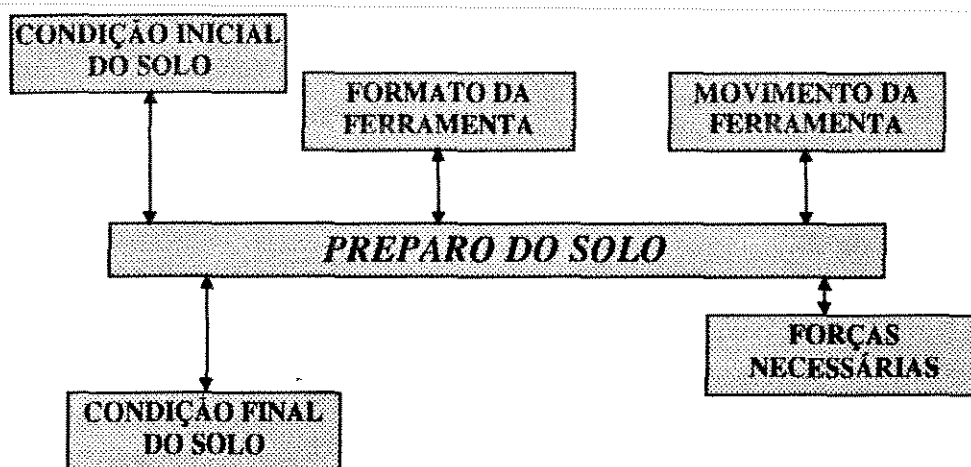 CONDIÇÃO INICIAL
DO SOLO
FORMATO DA
FERRAMENTA
MOVIMENTO DA
FERRAMENTA
PREPARO DO SOLO
FORÇAS
NECESSÁRIAS
CONDIÇÃO FINAL
DO SOLO